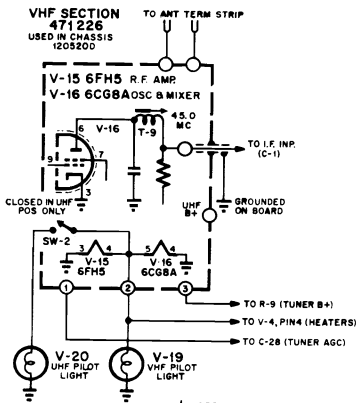 VHF SECTION
471226
USED IN CHASSIS
1205200
TO ANT TERM STRIP
V-15 6FH5 R.F. AMP.
V-16 6CG8A OSC & MIXER
6
V-16
T-9
45.0
MC
9
7
3
TO I.F. INP.
(C-1)
CLOSED IN UHF
POS ONLY
UHF
B+
GROUNDED
ON BOARD
SW-2
3
4
5
4
V-15
6FH5
V-16
6CG8A
1
2
3
TO R-9 (TUNER B+)
TO V-4, PIN4 (HEATERS)
TO C-28 (TUNER AGC)
V-20
UHF PILOT
LIGHT
V-19
VHF PILOT
LIGHT